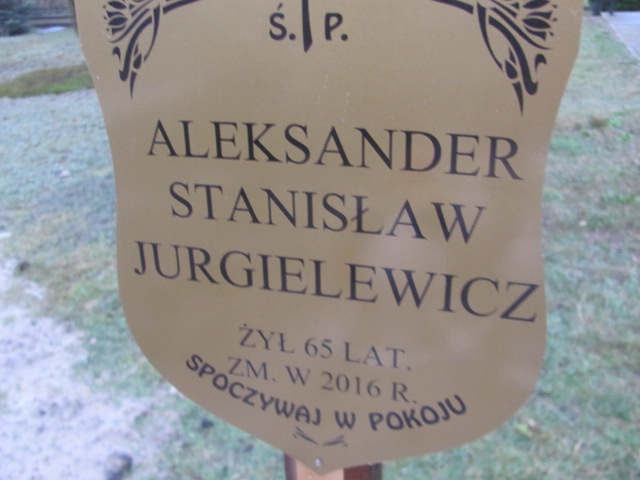 Ś. P.
ALEKSANDER
STANISŁAW
JURGIELEWICZ
ŻYŁ 65 LAT.
ZM. W 2016 R.
SPOCZYWAJ W POKOJU